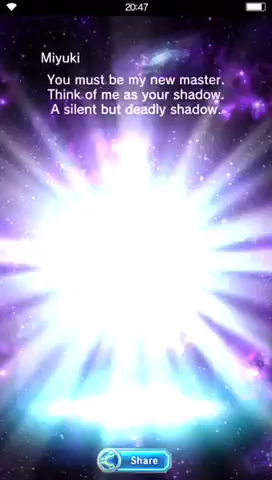 20:47
Miyuki
You must be my new master.
Think of me as your shadow.
A silent but deadly shadow.
Share